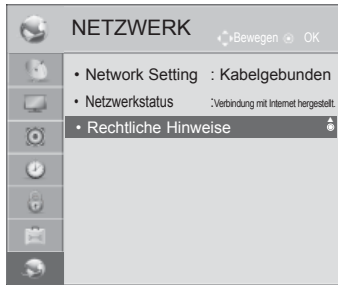 NETZWERK
Bewegen OK
• Network Setting : Kabelgebunden
• Netzwerkstatus :Verbindung mit Internet hergestellt.
• Rechtliche Hinweise